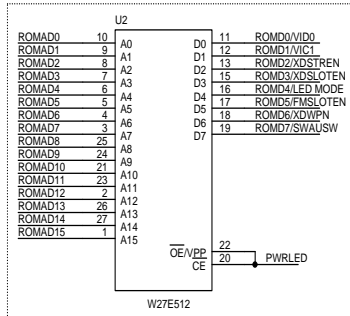 U2
ROMAD0 10 A0 D0 11 ROMD0/VID0
ROMAD1 9 A1 D1 12 ROMD1/VIC1
ROMAD2 8 A2 D2 13 ROMD2/XDSTREN
ROMAD3 7 A3 D3 15 ROMD3/XDSLOTEN
ROMAD4 6 A4 D4 16 ROMD4/LED MODE
ROMAD5 5 A5 D5 17 ROMD5/FMSLOTEN
ROMAD6 4 A6 D6 18 ROMD6/XDWPN
ROMAD7 3 A7 D7 19 ROMD7/SWAUSW
ROMAD8 25 A8
ROMAD9 24 A9
ROMAD10 21 A10
ROMAD11 23 A11
ROMAD12 2 A12
ROMAD13 26 A13
ROMAD14 27 A14
ROMAD15 1 A15
OE/VPP 22
CE 20 PWRLED
W27E512